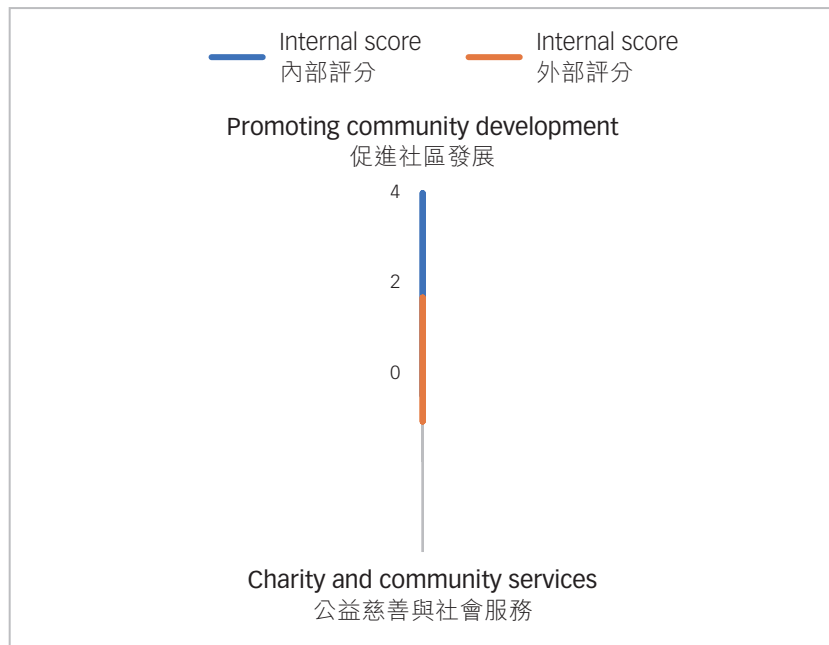 Internal score
內部評分
Internal score
外部評分
Promoting community development
促進社區發展
4
2
0
Charity and community services
公益慈善與社會服務